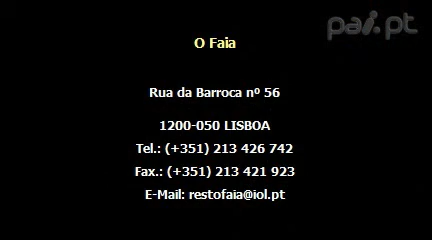 pai.pt
O Faia
Rua da Barroca nº 56
1200-050 LISBOA
Tel.: (+351) 213 426 742
Fax.: (+351) 213 421 923
E-Mail: restofaia@iol.pt